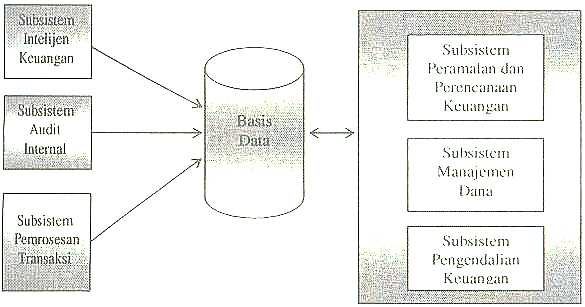 Subsistem
Intelijen
Keuangan
Subsistem
Audit
Internal
Subsistem
Pemrosesan
Transaksi
Basis
Data
Subsistem
Peramalan dan
Perencanaan
Keuangan
Subsistem
Manajemen
Dana
Subsistem
Pengendalian
Keuangan